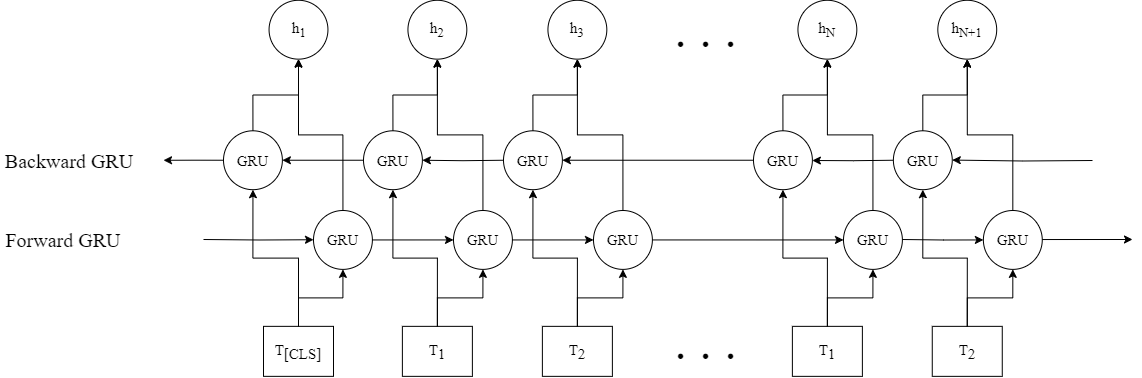 h1 h2 h3 . . . hN hN+1
Backward GRU GRU GRU GRU GRU GRU
Forward GRU GRU GRU GRU GRU GRU
T[CLS] T1 T2 . . . T1 T2